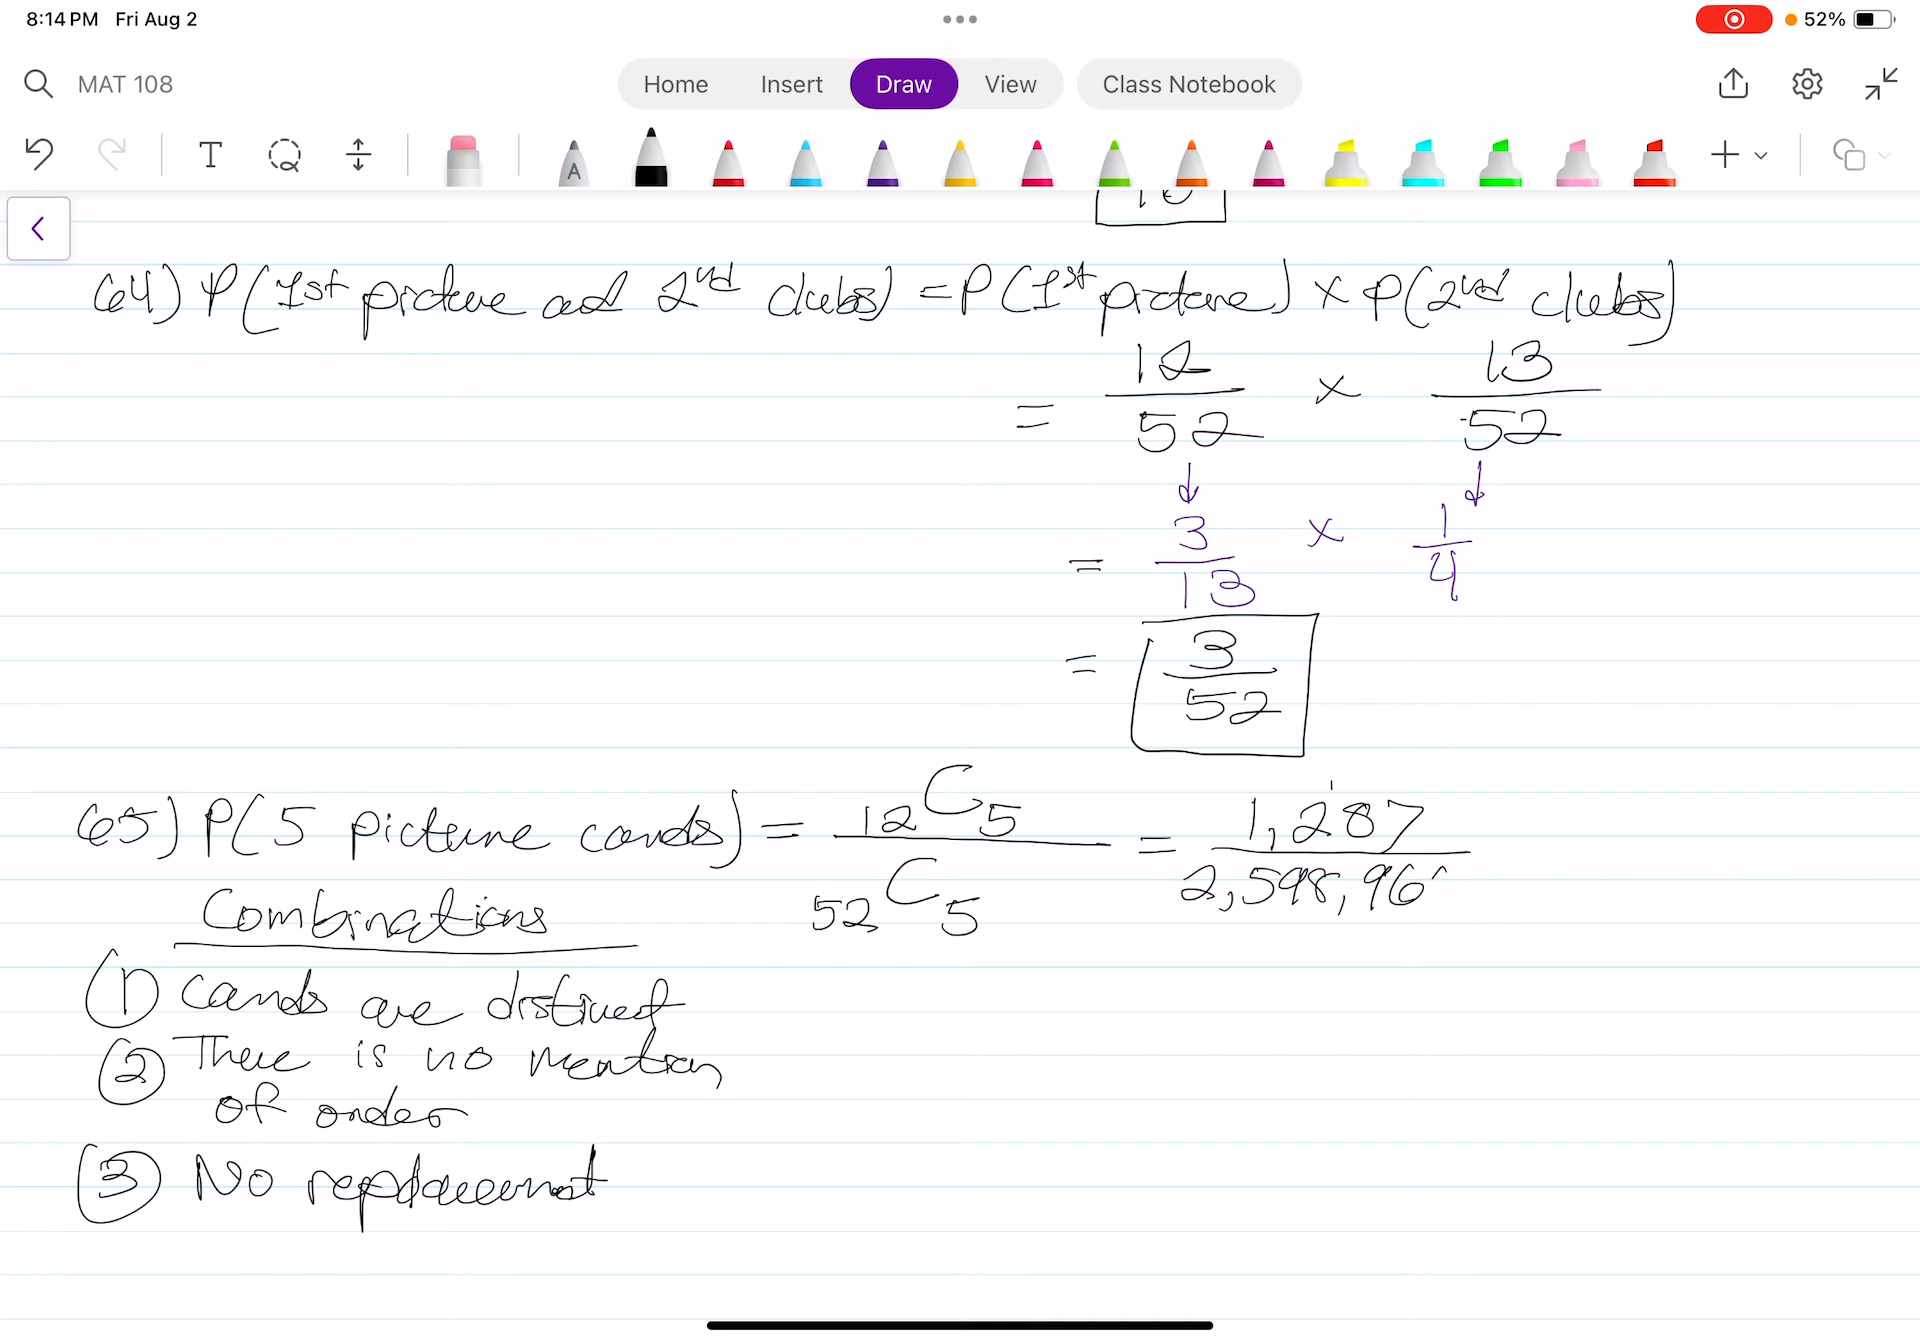 8:14 PM Fri Aug 2
52%
MAT 108
Home Insert Draw View Class Notebook
T A
10
64) P(1st picture and 2nd clubs) = P(1st picture) x P(2nd clubs)
= 12/52 x 13/52
= 3/13 x 1/4
= 3/52
65) P(5 picture cards) = 12C5 / 52C5 = 1,287 / 2,598,96
Combinations
① Cards are distinct
② There is no mention
of order
③ No replacement